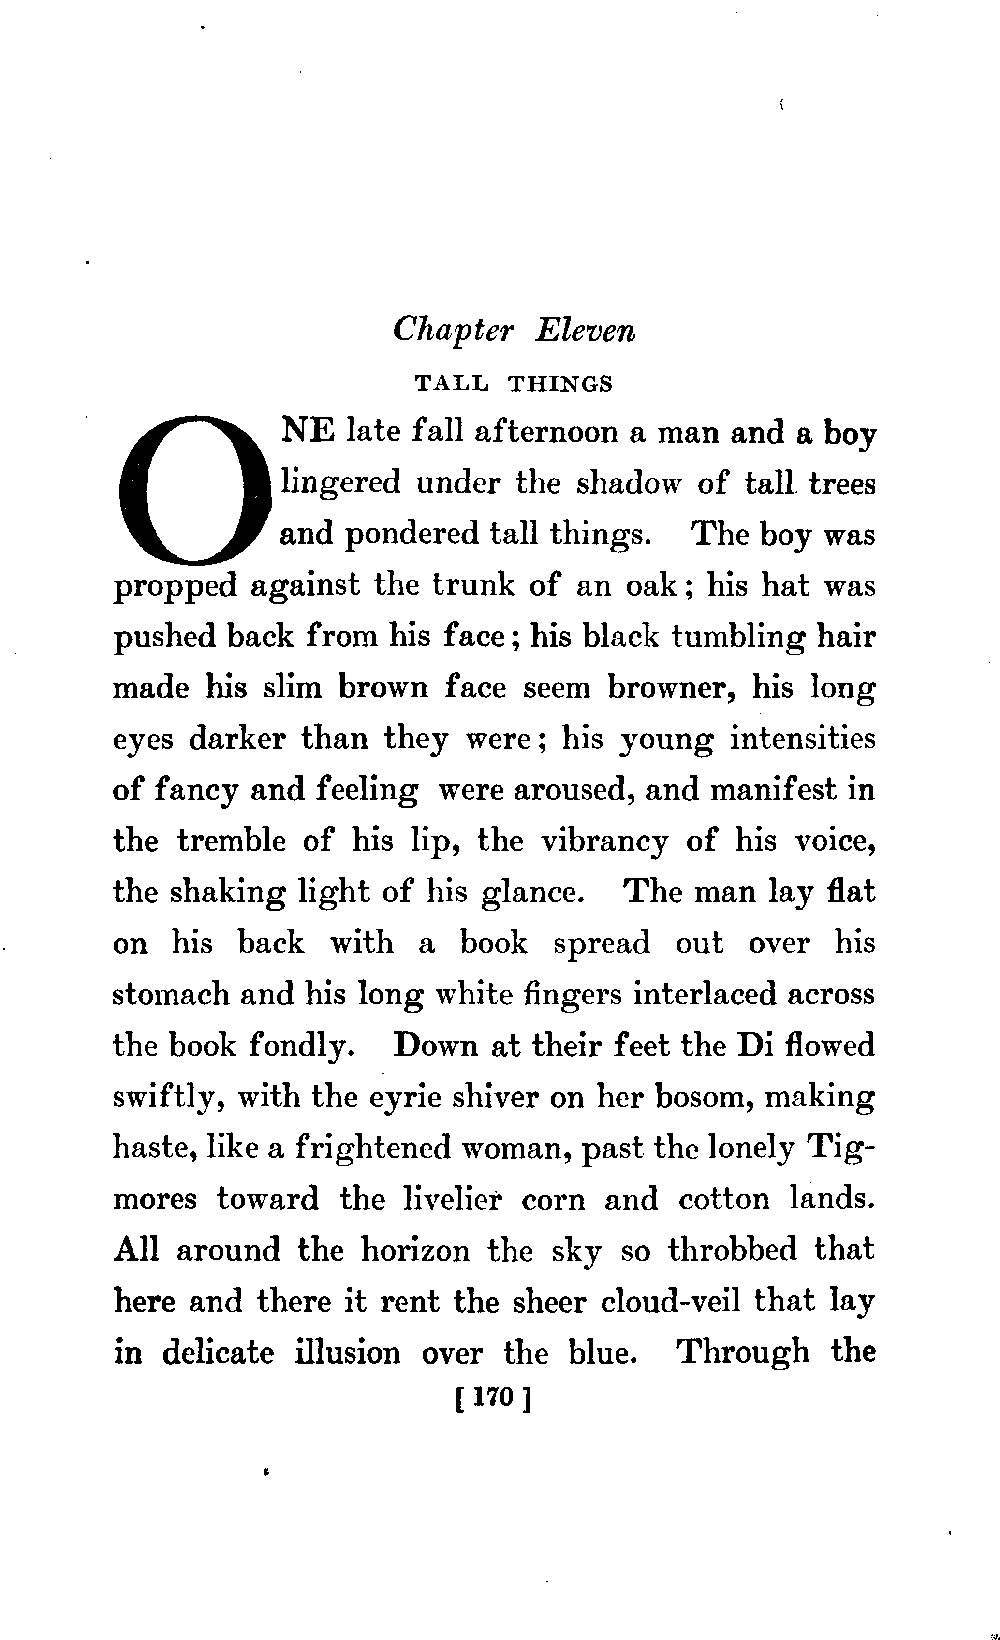 Chapter Eleven
TALL THINGS
ONE late fall afternoon a man and a boy
lingered under the shadow of tall trees
and pondered tall things. The boy was
propped against the trunk of an oak; his hat was
pushed back from his face; his black tumbling hair
made his slim brown face seem browner, his long
eyes darker than they were; his young intensities
of fancy and feeling were aroused, and manifest in
the tremble of his lip, the vibrancy of his voice,
the shaking light of his glance. The man lay flat
on his back with a book spread out over his
stomach and his long white fingers interlaced across
the book fondly. Down at their feet the Di flowed
swiftly, with the eyrie shiver on her bosom, making
haste, like a frightened woman, past the lonely Tig-
mores toward the livelier corn and cotton lands.
All around the horizon the sky so throbbed that
here and there it rent the sheer cloud-veil that lay
in delicate illusion over the blue. Through the
[ 170 ]